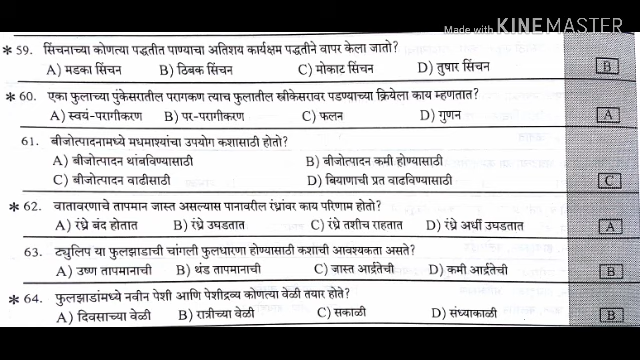 Made with KINEMASTER
* 59. सिंचनाच्या कोणत्या पद्धतीत पाण्याचा अतिशय कार्यक्षम पद्धतीने वापर केला जातो?
A) मडका सिंचन B) ठिबक सिंचन C) मोकाट सिंचन D) तुषार सिंचन B
* 60. एका फुलाच्या पुंकेसरातील परागकण त्याच फुलातील स्त्रीकेसरावर पडण्याच्या क्रियेला काय म्हणतात?
A) स्वयं-परागीकरण B) पर-परागीकरण C) फलन D) गुणन A
61. बीजोत्पादनामध्ये मधमाश्यांचा उपयोग कशासाठी होतो?
A) बीजोत्पादन थांबविण्यासाठी B) बीजोत्पादन कमी होण्यासाठी
C) बीजोत्पादन वाढीसाठी D) बियाणाची प्रत वाढविण्यासाठी C
* 62. वातावरणाचे तापमान जास्त असल्यास पानावरील रंध्रांवर काय परिणाम होतो?
A) रंध्रे बंद होतात B) रंध्रे उघडतात C) रंध्रे तशीच राहतात D) रंध्रे अर्धी उघडतात A
63. ट्युलिप या फुलझाडाची चांगली फुलधारणा होण्यासाठी कशाची आवश्यकता असते?
A) उष्ण तापमानाची B) थंड तापमानाची C) जास्त आर्द्रतेची D) कमी आर्द्रतेची B
* 64. फुलझाडांमध्ये नवीन पेशी आणि पेशीद्रव्य कोणत्या वेळी तयार होते?
A) दिवसाच्या वेळी B) रात्रीच्या वेळी C) सकाळी D) संध्याकाळी B